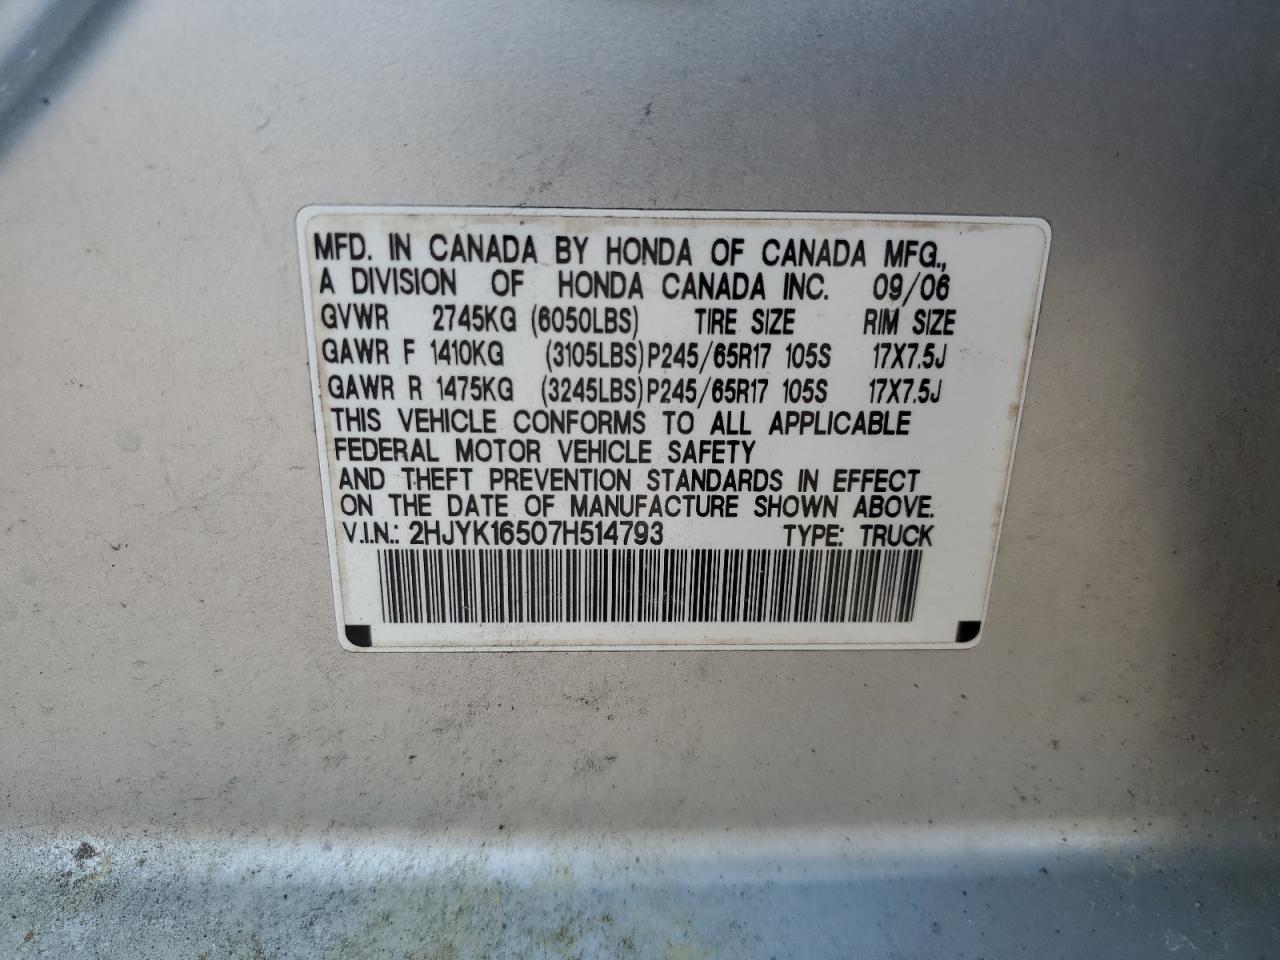 MFD. IN CANADA BY HONDA OF CANADA MFG.,
A DIVISION OF HONDA CANADA INC. 09/06
GVWR 2745KG (6050LBS) TIRE SIZE RIM SIZE
GAWR F 1410KG (3105LBS) P245/65R17 105S 17X7.5J
GAWR R 1475KG (3245LBS) P245/65R17 105S 17X7.5J
THIS VEHICLE CONFORMS TO ALL APPLICABLE
FEDERAL MOTOR VEHICLE SAFETY
AND THEFT PREVENTION STANDARDS IN EFFECT
ON THE DATE OF MANUFACTURE SHOWN ABOVE.
V.I.N.: 2HJYK16507H514793 TYPE: TRUCK